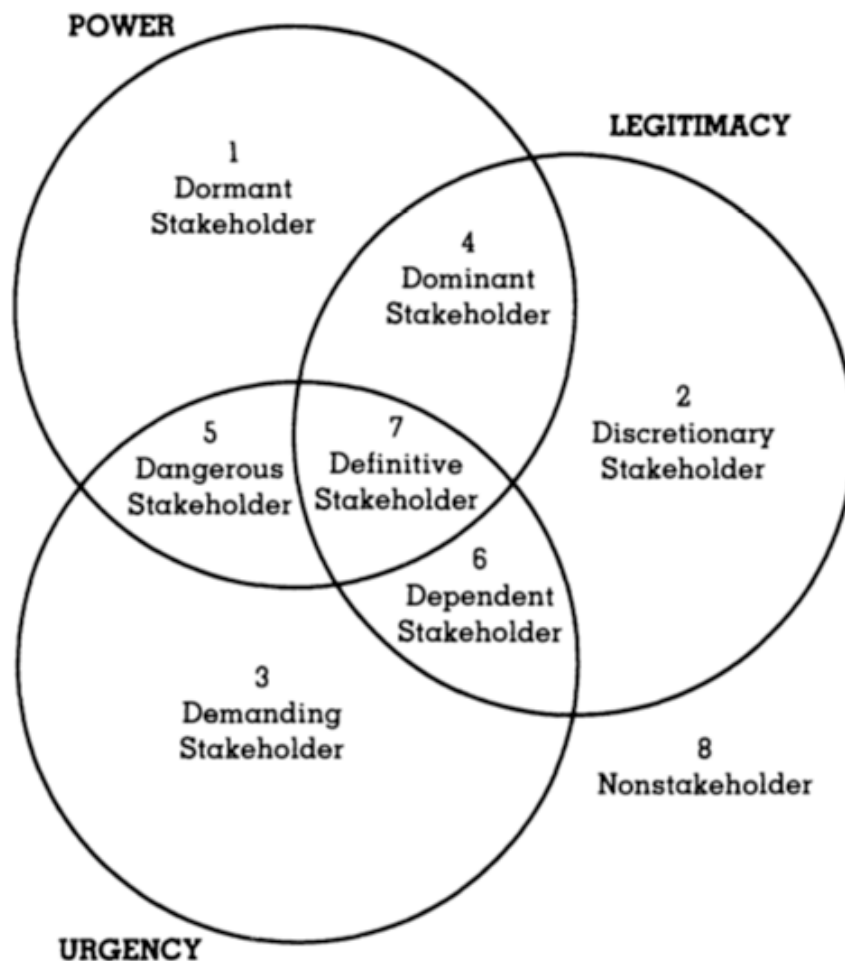 POWER
LEGITIMACY
1
Dormant
Stakeholder
4
Dominant
Stakeholder
2
Discretionary
Stakeholder
5
Dangerous
Stakeholder
7
Definitive
Stakeholder
6
Dependent
Stakeholder
3
Demanding
Stakeholder
8
Nonstakeholder
URGENCY